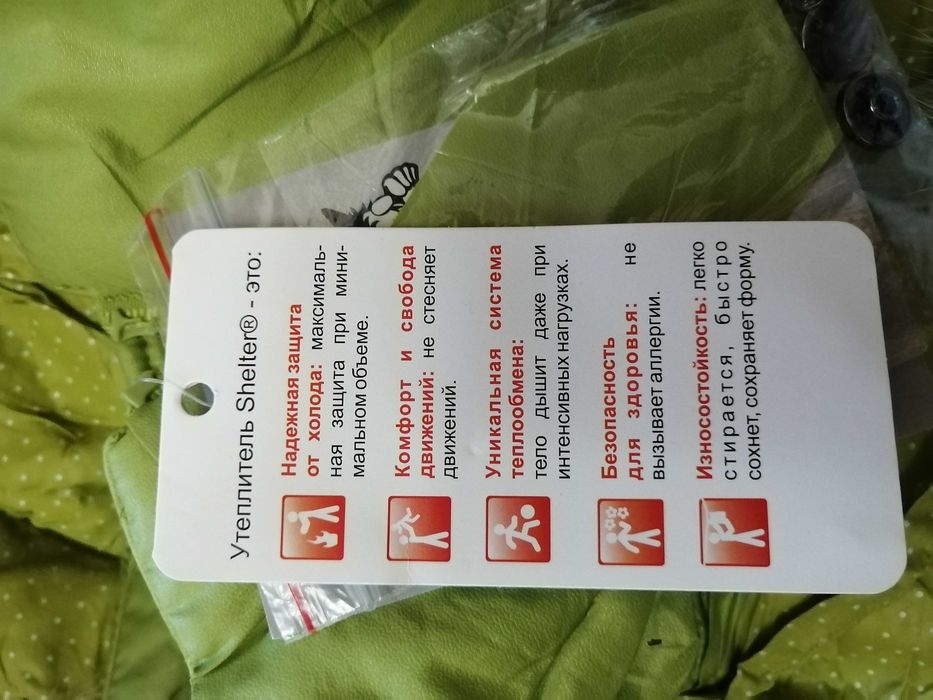 Утеплитель Shelter® - это:
Надежная защита
от холода: максималь-
ная защита при мини-
мальном объеме.
Комфорт и свобода
движений: не стесняет
движений.
Уникальная система
теплообмена:
тело дышит даже при
интенсивных нагрузках.
Безопасность
для здоровья: не
вызывает аллергии.
Износостойкость: легко
стирается, быстро
сохнет, сохраняет форму.